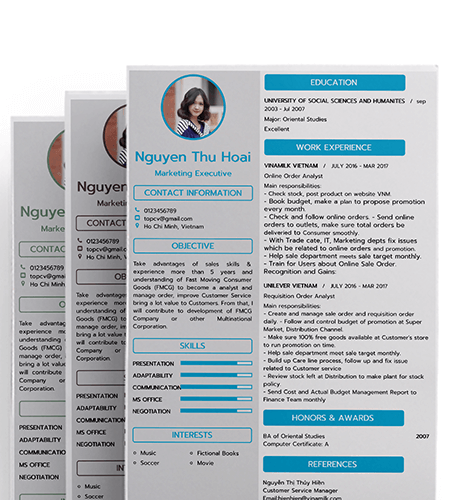 Nguyen Thu Hoai
Marketing Executive
CONTACT INFORMATION
0123456789
topcv@gmail.com
Ho Chi Minh, Vietnam
OBJECTIVE
Take advantages of sales skills &
experience more than 5 years and
understanding of Fast Moving Consumer
Goods (FMCG) to become a analyst and
manage order, improve Customer Service
bring a lot value to Customers. From that, I
will contribute to development of FMCG
Company or other Multinational
Corporation.
SKILLS
PRESENTATION
ADAPTABILITY
COMMUNICATION
MS OFFICE
NEGOTIATION
INTERESTS
Music
Fictional Books
Soccer
Movie
EDUCATION
UNIVERSITY OF SOCIAL SCIENCES AND HUMANITES / sep
2003 - Jul 2007
Major: Oriental Studies
Excellent
WORK EXPERIENCE
VINAMILK VIETNAM / JULY 2016 - MAR 2017
Online Order Analyst
Main responsibilities:
- Check stock, post product on website VNM.
- Book budget, make a plan to propose promotion
every month.
- Check and follow online orders. - Send online
orders to outlets, make sure total orders be
delivered to Consumer smoothly.
- With Trade cate, IT, Marketing depts fix issues
which be related to online orders and promotion.
- Help sale department meets sale target monthly.
- Train for Users about Online Sale Order.
Recognition and Gains:
UNILEVER VIETNAM / JULY 2016 - MAR 2017
Requisition Order Analyst
Main responsibilities:
- Create and manage sale order and requisition order
daily - Follow and control budget of promotion at Super
Market, Distribution Channel.
- Make sure 100% free goods available at Customer's store
to run promotion on time.
- Help sale department meet sale target monthly.
- Build up Care line process, follow up and fix issue
related to Customer service
- Review stock left at Distribution to make plant for stock
policy
- Send Cost and Actual Budget Management Report to
Finance Team monthly
HONORS & AWARDS
BA of Oriental Studies 2007
Computer Certificate: A
REFERENCES
Nguyễn Thị Thúy Hiền
Customer Service Manager